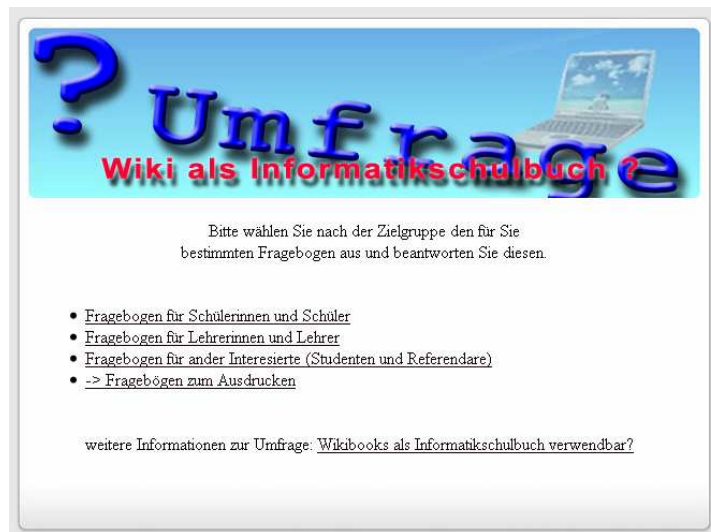 ? Umfrage
Wiki als Informatikschulbuch ?
Bitte wählen Sie nach der Zielgruppe den für Sie
bestimmten Fragebogen aus und beantworten Sie diesen.
Fragebogen für Schülerinnen und Schüler
Fragebogen für Lehrerinnen und Lehrer
Fragebogen für ander Interesierte (Studenten und Referendare)
-> Fragebögen zum Ausdrucken
weitere Informationen zur Umfrage: Wikibooks als Informatikschulbuch verwendbar?